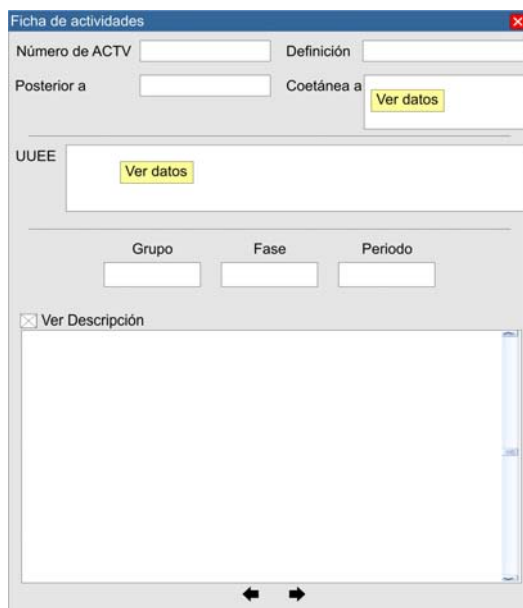 Ficha de actividades
Número de ACTV Definición
Posterior a Coetánea a Ver datos
UUEE Ver datos
Grupo Fase Periodo
Ver Descripción